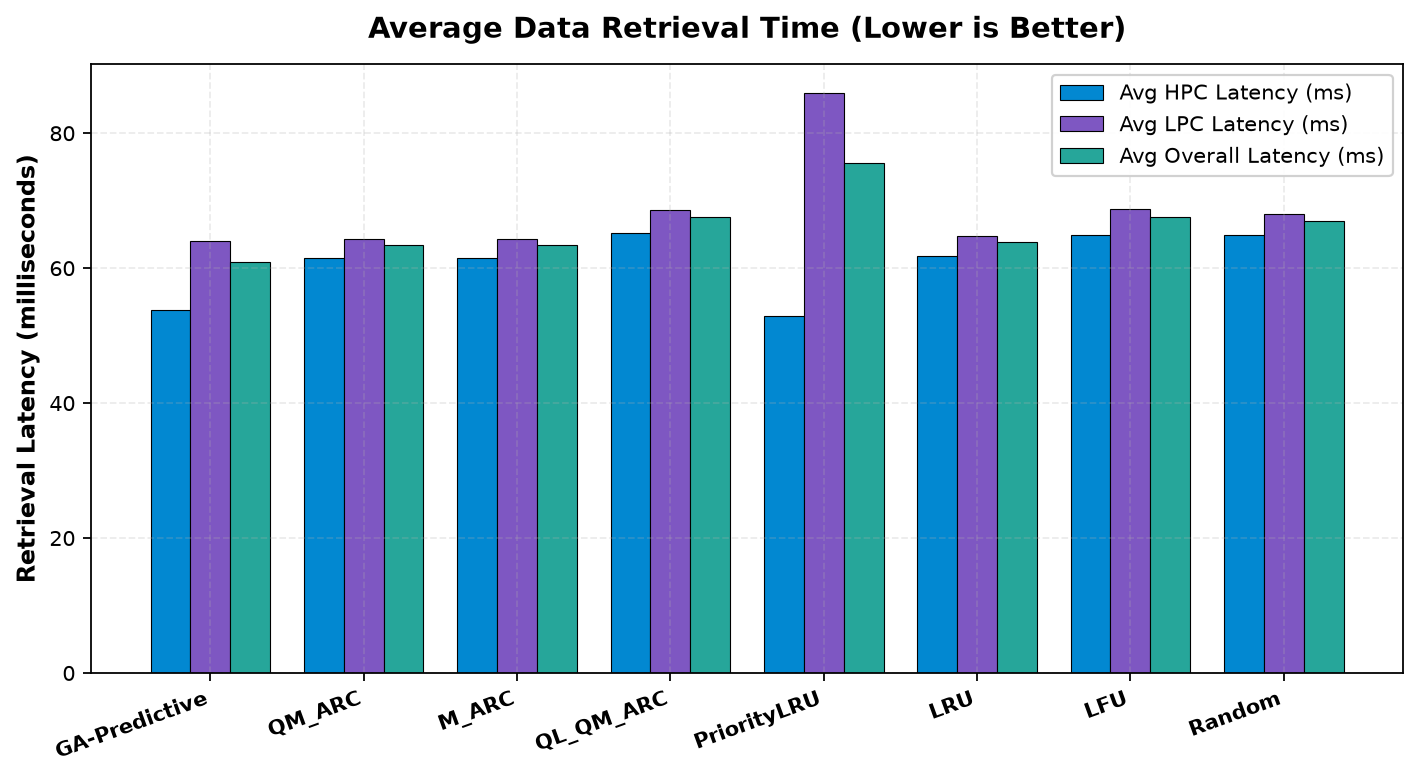 Average Data Retrieval Time (Lower is Better)
Avg HPC Latency (ms)
Avg LPC Latency (ms)
Avg Overall Latency (ms)
Retrieval Latency (milliseconds)
80
60
40
20
0
GA-Predictive
QM_ARC
M_ARC
QL_QM_ARC
PriorityLRU
LRU
LFU
Random